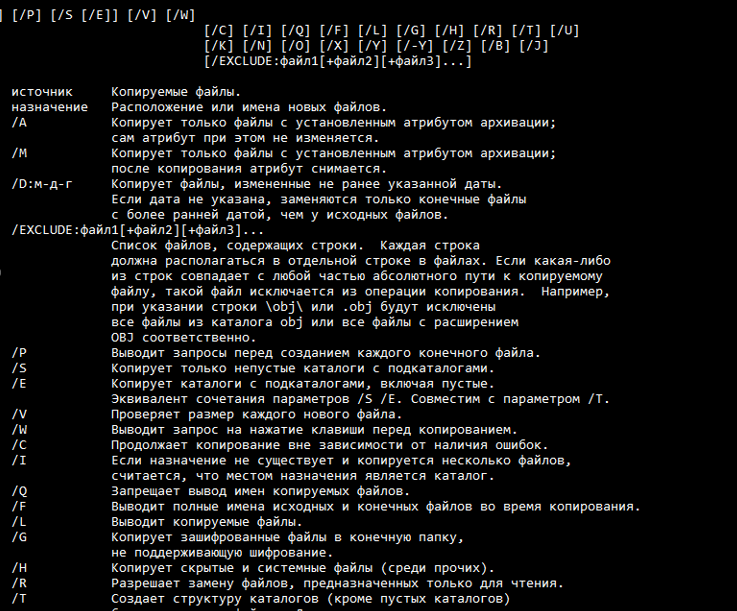 ] [/P] [/S [/E]] [/V] [/W]
[/C] [/I] [/Q] [/F] [/L] [/G] [/H] [/R] [/T] [/U]
[/K] [/N] [/O] [/X] [/Y] [/-Y] [/Z] [/B] [/J]
[/EXCLUDE:файл1[+файл2][+файл3]...]
источник Копируемые файлы.
назначение Расположение или имена новых файлов.
/A Копирует только файлы с установленным атрибутом архивации;
сам атрибут при этом не изменяется.
/M Копирует только файлы с установленным атрибутом архивации;
после копирования атрибут снимается.
/D:м-д-г Копирует файлы, измененные не ранее указанной даты.
Если дата не указана, заменяются только конечные файлы
с более ранней датой, чем у исходных файлов.
/EXCLUDE:файл1[+файл2][+файл3]...
Список файлов, содержащих строки. Каждая строка
должна располагаться в отдельной строке в файлах. Если какая-либо
из строк совпадает с любой частью абсолютного пути к копируемому
файлу, такой файл исключается из операции копирования. Например,
при указании строки \obj\ или .obj будут исключены
все файлы из каталога obj или все файлы с расширением
OBJ соответственно.
/P Выводит запросы перед созданием каждого конечного файла.
/S Копирует только непустые каталоги с подкаталогами.
/E Копирует каталоги с подкаталогами, включая пустые.
Эквивалент сочетания параметров /S /E. Совместим с параметром /T.
/V Проверяет размер каждого нового файла.
/W Выводит запрос на нажатие клавиши перед копированием.
/C Продолжает копирование вне зависимости от наличия ошибок.
/I Если назначение не существует и копируется несколько файлов,
считается, что местом назначения является каталог.
/Q Запрещает вывод имен копируемых файлов.
/F Выводит полные имена исходных и конечных файлов во время копирования.
/L Выводит копируемые файлы.
/G Копирует зашифрованные файлы в конечную папку,
не поддерживающую шифрование.
/H Копирует скрытые и системные файлы (среди прочих).
/R Разрешает замену файлов, предназначенных только для чтения.
/T Создает структуру каталогов (кроме пустых каталогов)